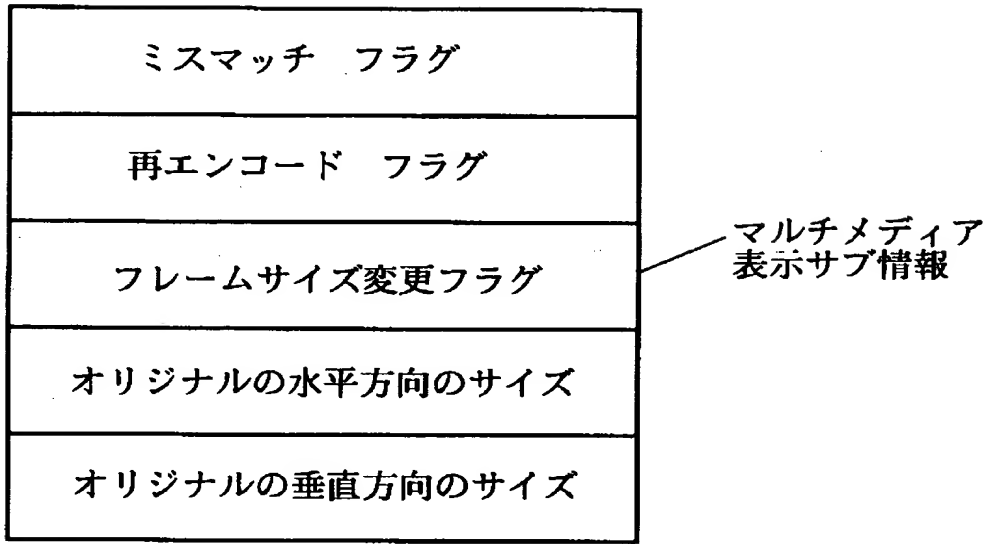 ミスマッチ フラグ
再エンコード フラグ
フレームサイズ変更フラグ
オリジナルの水平方向のサイズ
オリジナルの垂直方向のサイズ
マルチメディア
表示サブ情報